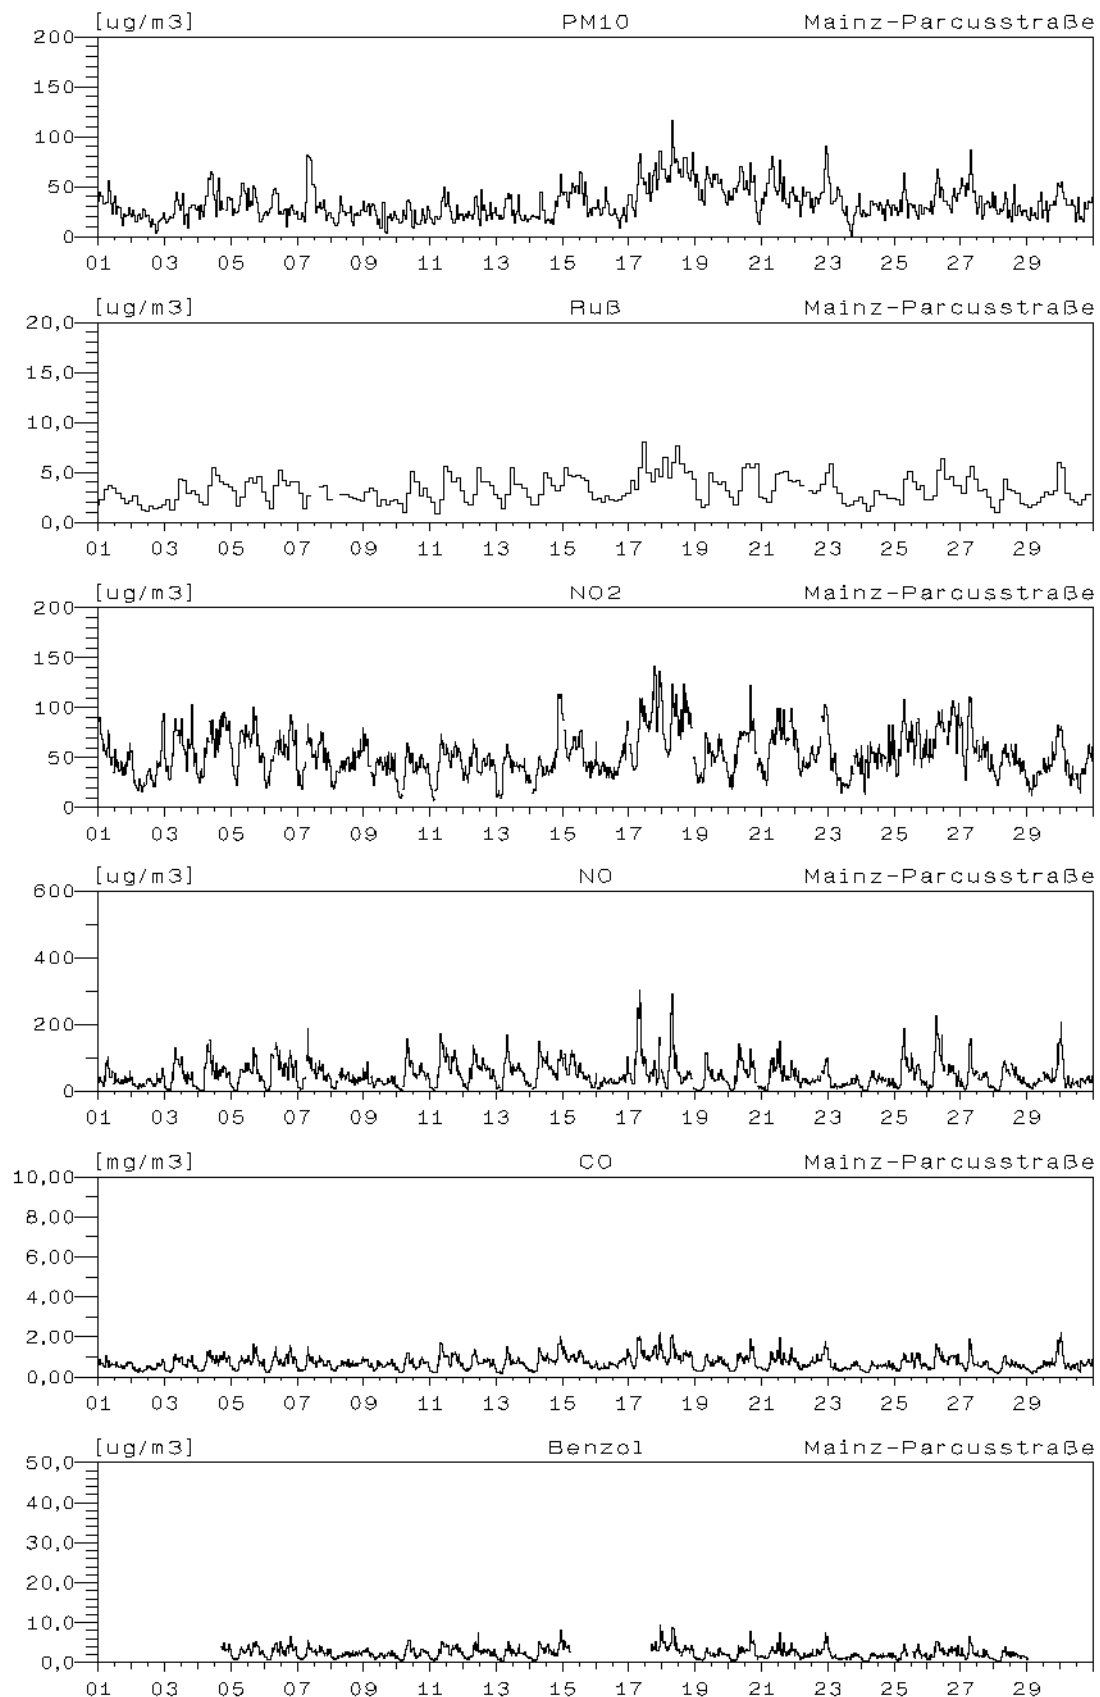 [ug/m3] PM10 Mainz-Parcusstraße
200
150
100
50
0
01 03 05 07 09 11 13 15 17 19 21 23 25 27 29
[ug/m3] Ruß Mainz-Parcusstraße
20,0
15,0
10,0
5,0
0,0
01 03 05 07 09 11 13 15 17 19 21 23 25 27 29
[ug/m3] NO2 Mainz-Parcusstraße
200
150
100
50
0
01 03 05 07 09 11 13 15 17 19 21 23 25 27 29
[ug/m3] NO Mainz-Parcusstraße
600
400
200
0
01 03 05 07 09 11 13 15 17 19 21 23 25 27 29
[mg/m3] CO Mainz-Parcusstraße
10,00
8,00
6,00
4,00
2,00
0,00
01 03 05 07 09 11 13 15 17 19 21 23 25 27 29
[ug/m3] Benzol Mainz-Parcusstraße
50,0
40,0
30,0
20,0
10,0
0,0
01 03 05 07 09 11 13 15 17 19 21 23 25 27 29